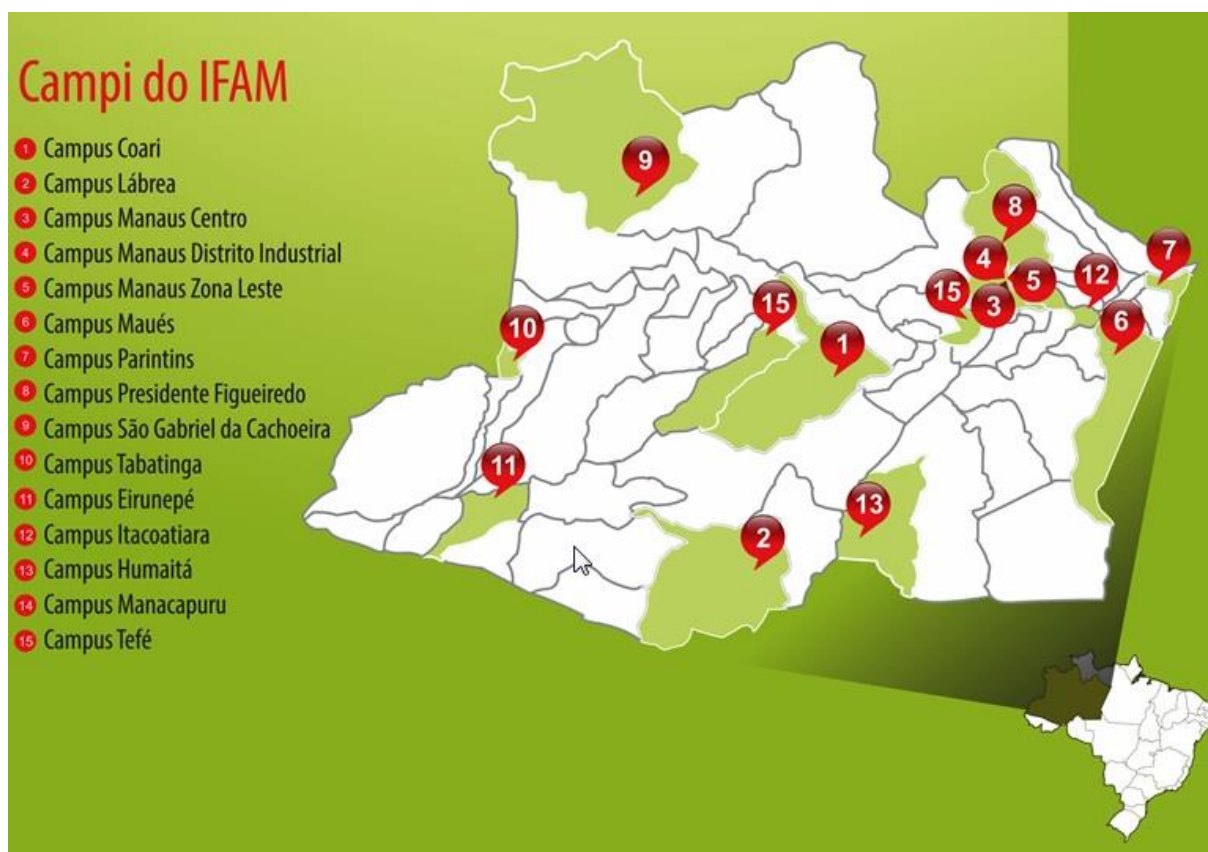 Campi do IFAM
1 Campus Coari
2 Campus Lábrea
3 Campus Manaus Centro
4 Campus Manaus Distrito Industrial
5 Campus Manaus Zona Leste
6 Campus Maués
7 Campus Parintins
8 Campus Presidente Figueiredo
9 Campus São Gabriel da Cachoeira
10 Campus Tabatinga
11 Campus Eirunepé
12 Campus Itacoatiara
13 Campus Humaitá
14 Campus Manacapuru
15 Campus Tefé
9
8
7
4
5
12
15
3
15
6
10
1
11
13
2